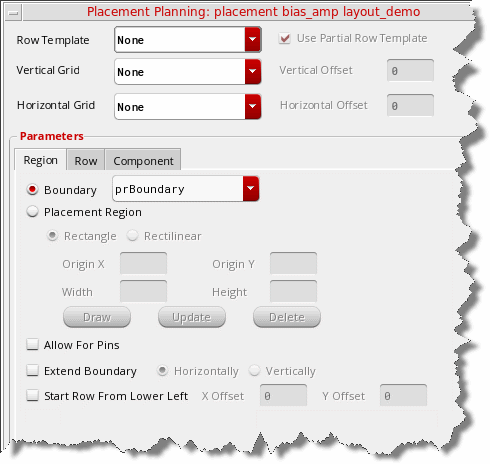 Placement Planning: placement bias_amp layout_demo
Row Template None Use Partial Row Template
Vertical Grid None Vertical Offset 0
Horizontal Grid None Horizontal Offset 0
Parameters
Region Row Component
Boundary prBoundary
Placement Region
Rectangle Rectilinear
Origin X Origin Y
Width Height
Draw Update Delete
Allow For Pins
Extend Boundary Horizontally Vertically
Start Row From Lower Left X Offset 0 Y Offset 0